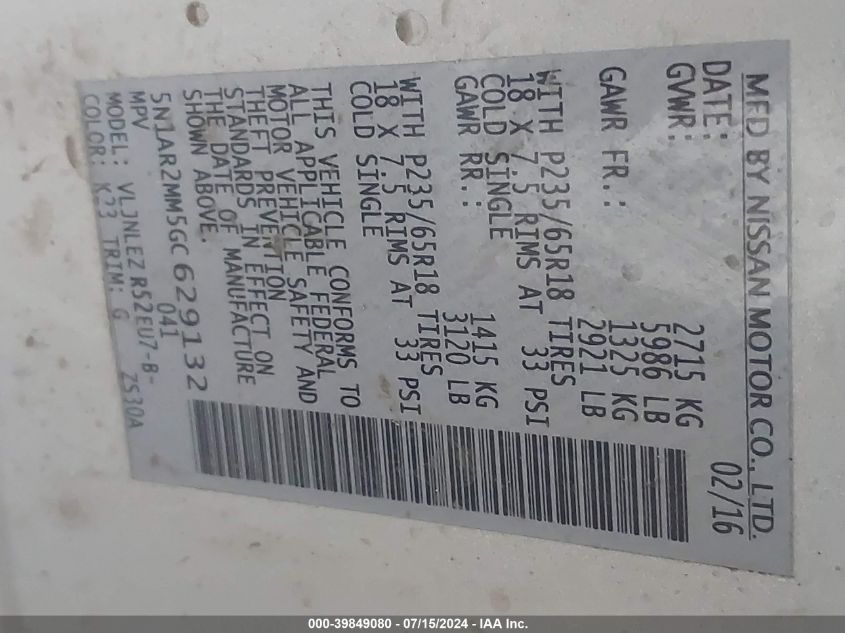 MFD BY NISSAN MOTOR CO., LTD.
DATE: 02/16
GVWR: 2715 KG
5986 LB
GAWR FR.: 1325 KG
2921 LB
WITH P235/65R18 TIRES
18 X 7.5 RIMS AT 33 PSI
COLD SINGLE
GAWR RR.: 1415 KG
3120 LB
WITH P235/65R18 TIRES
18 X 7.5 RIMS AT 33 PSI
COLD SINGLE
THIS VEHICLE CONFORMS TO
ALL APPLICABLE FEDERAL
MOTOR VEHICLE SAFETY AND
THEFT PREVENTION
STANDARDS IN EFFECT ON
THE DATE OF MANUFACTURE
SHOWN ABOVE.
5N1AR2MM5GC629132
MPV 041
MODEL: VLJNLEZ R52EU7-B-
COLOR: K23 TRIM: G ZS30A
000-39849080 - 07/15/2024 - IAA Inc.